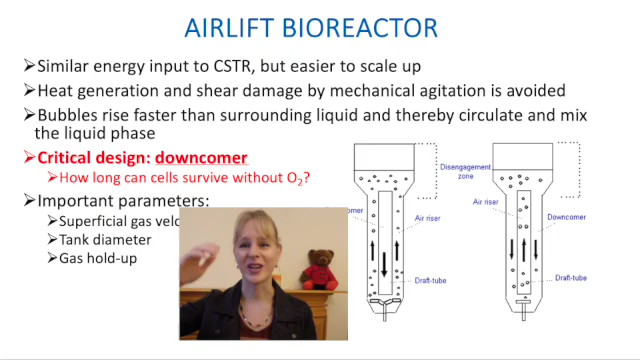 AIRLIFT BIOREACTOR
➢Similar energy input to CSTR, but easier to scale up
➢Heat generation and shear damage by mechanical agitation is avoided
➢Bubbles rise faster than surrounding liquid and thereby circulate and mix
the liquid phase
➢Critical design: downcomer
➢How long can cells survive without O₂?
➢Important parameters:
➢Superficial gas velo
➢Tank diameter
➢Gas hold-up
Disengagement
zone
Air riser
omer
Air riser
Downcomer
Draft-tube
Draft-tube